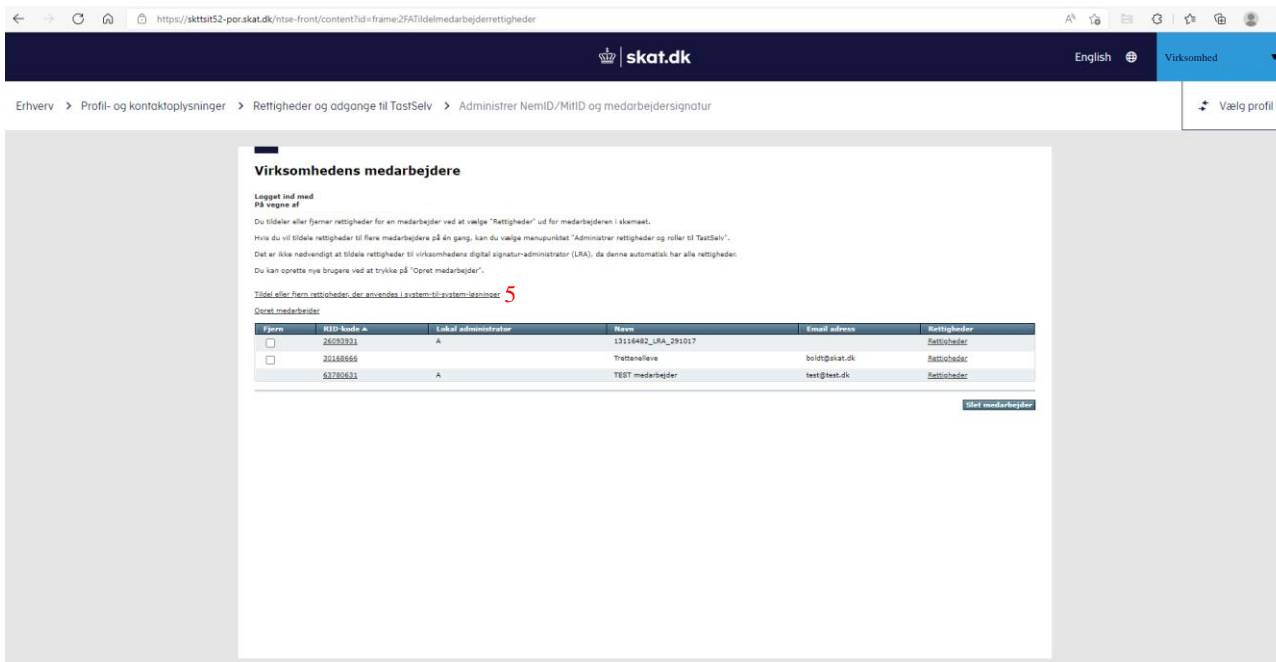 https://skttsit52-por.skat.dk/ntse-front/content?id=frame:2FATildelmedarbejderrettigheder
skat.dk
English
Virksomhed
Erhverv > Profil- og kontaktoplysninger > Rettigheder og adgange til TastSelv > Administrer NemID/MitID og medarbejdersignatur
Vælg profil
Virksomhedens medarbejdere
Logget ind med
På vegne af
Du tildeler eller fjerner rettigheder for en medarbejder ved at vælge "Rettigheder" ud for medarbejderen i skemaet.
Hvis du vil tildele rettigheder til flere medarbejdere på én gang, kan du vælge menupunktet "Administrer rettigheder og roller til TastSelv".
Det er ikke nødvendigt at tildele rettigheder til virksomhedens digital signatur-administrator (LRA), da denne automatisk har alle rettigheder.
Du kan oprette nye brugere ved at trykke på "Opret medarbejder".
Tildel eller fjern rettigheder, der anvendes i system-til-system-løsninger 5
Opret medarbejder
Fjern RID-kode Lokal administrator Navn Email adress Rettigheder
26093931 A 13116482_LRA_291017 Rettigheder
30168666 Trettenelleve boldt@skat.dk Rettigheder
63780631 A TEST medarbejder test@test.dk Rettigheder
Slet medarbejder